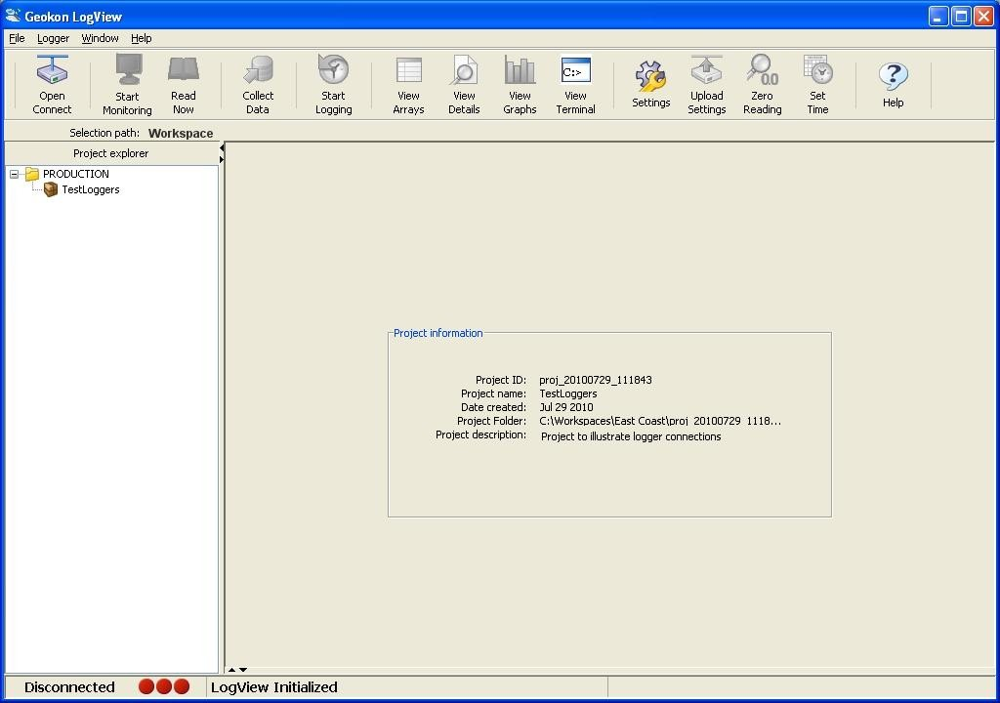 Geokon LogView
File Logger Window Help
Open Connect
Start Monitoring
Read Now
Collect Data
Start Logging
View Arrays
View Details
View Graphs
C:>
View Terminal
Settings
Upload Settings
0.0
Zero Reading
Set Time
?
Help
Selection path: Workspace
Project explorer
PRODUCTION
TestLoggers
Project information
Project ID: proj_20100729_111843
Project name: TestLoggers
Date created: Jul 29 2010
Project Folder: C:\Workspaces\East Coast\proj_20100729_1118...
Project description: Project to illustrate logger connections
Disconnected LogView Initialized